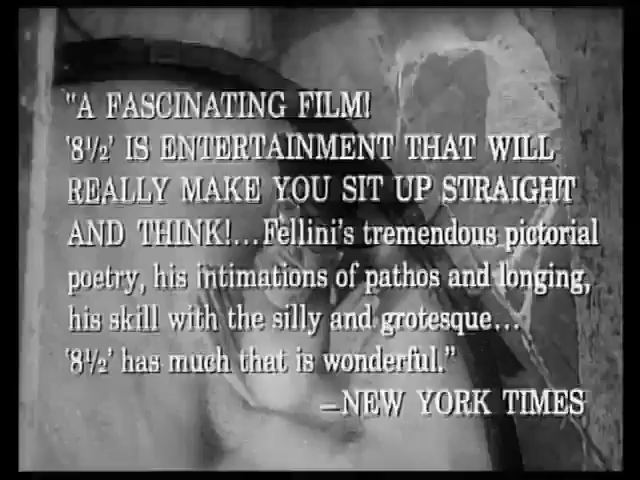 "A FASCINATING FILM!
'8½' IS ENTERTAINMENT THAT WILL
REALLY MAKE YOU SIT UP STRAIGHT
AND THINK!...Fellini's tremendous pictorial
poetry, his intimations of pathos and longing,
his skill with the silly and grotesque...
'8½' has much that is wonderful."
—NEW YORK TIMES